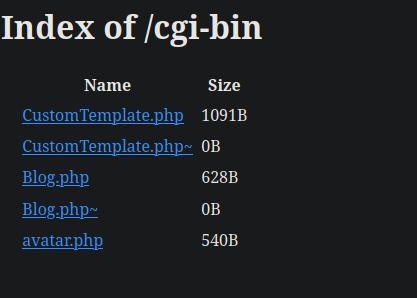 Index of /cgi-bin
Name Size
CustomTemplate.php 1091B
CustomTemplate.php~ 0B
Blog.php 628B
Blog.php~ 0B
avatar.php 540B